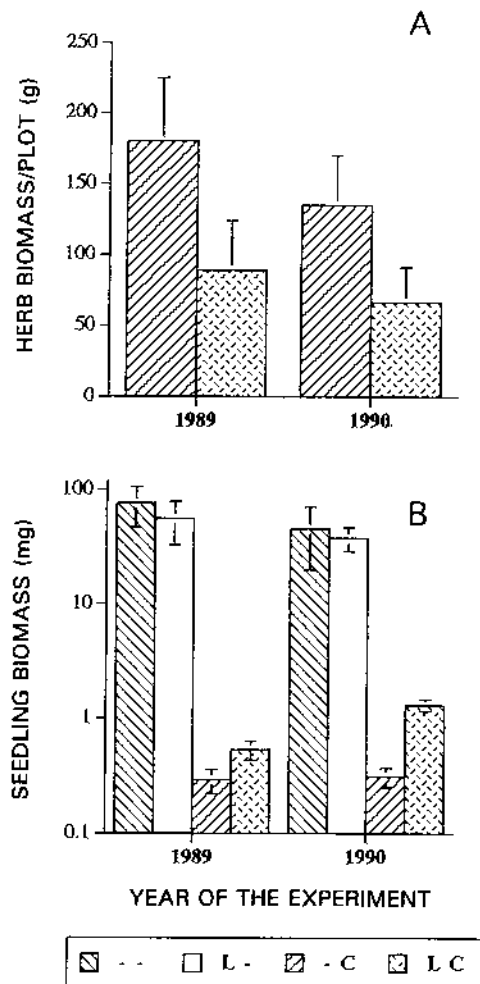 A
HERB BIOMASS/PLOT (g)
250
200
150
100
50
0
1989
1990
B
SEEDLING BIOMASS (mg)
100
10
1
0.1
1989
1990
YEAR OF THE EXPERIMENT
- - L - - C L C